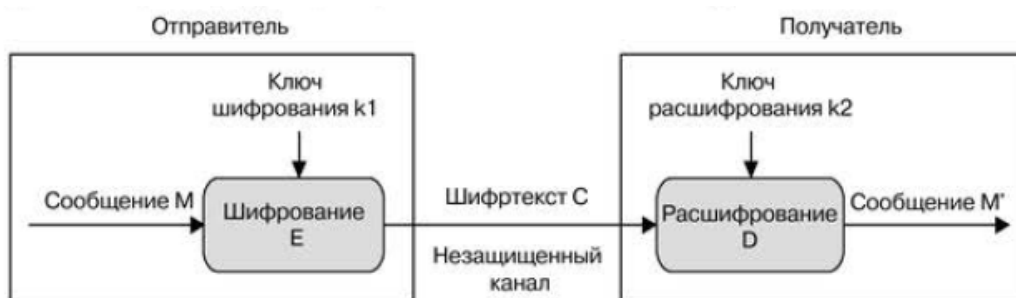 Отправитель
Получатель
Ключ
шифрования k1
Ключ
расшифрования k2
Сообщение M
Шифрование
E
Шифртекст C
Незащищенный
канал
Расшифрование
D
Сообщение M'